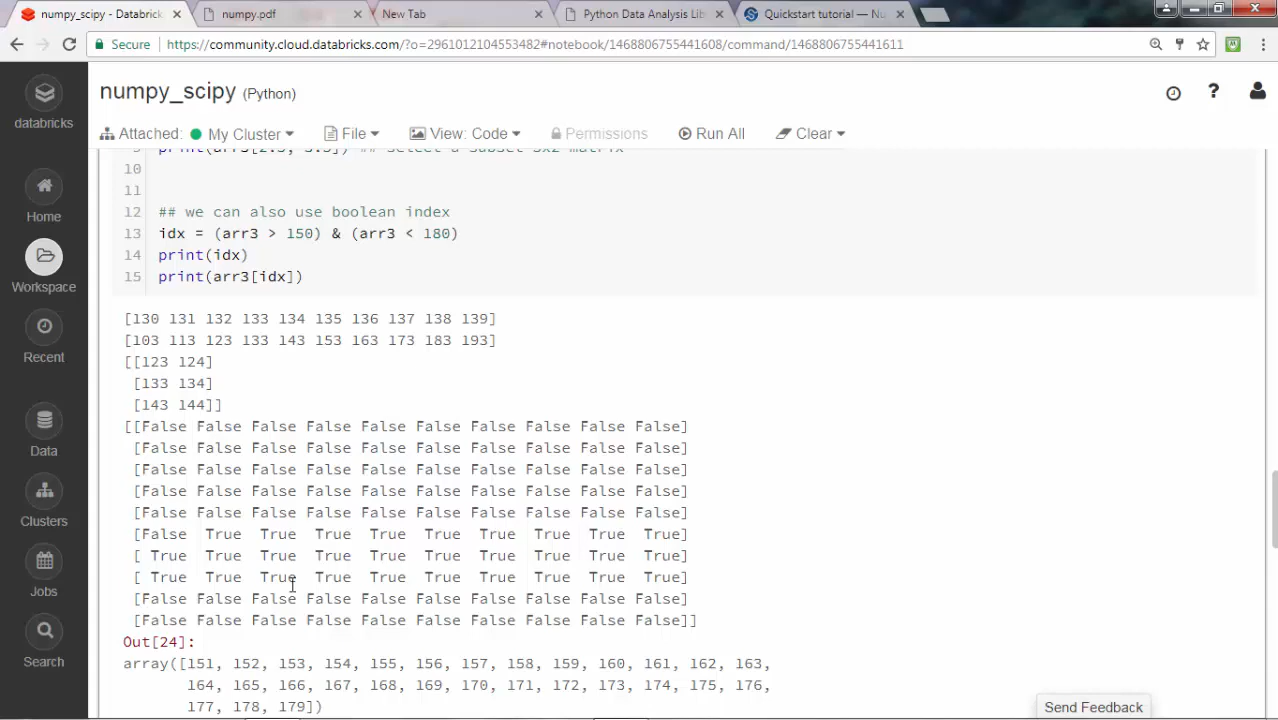 numpy_scipy - Databrick
numpy.pdf
New Tab
Python Data Analysis Lib
Quickstart tutorial — Nu
Secure
https://community.cloud.databricks.com/?o=2961012104553482#notebook/1468806755441608/command/1468806755441611
databricks
Home
Workspace
Recent
Data
Clusters
Jobs
Search
numpy_scipy (Python)
?
Attached: My Cluster File View: Code Permissions Run All Clear
10
11
12 ## we can also use boolean index
13 idx = (arr3 > 150) & (arr3 < 180)
14 print(idx)
15 print(arr3[idx])
[130 131 132 133 134 135 136 137 138 139]
[103 113 123 133 143 153 163 173 183 193]
[[123 124]
[133 134]
[143 144]]
[[False False False False False False False False False False]
[False False False False False False False False False False]
[False False False False False False False False False False]
[False False False False False False False False False False]
[False False False False False False False False False False]
[False True True True True True True True True True]
[ True True True True True True True True True True]
[ True True True True True True True True True True]
[False False False False False False False False False False]
[False False False False False False False False False False]]
Out[24]:
array([151, 152, 153, 154, 155, 156, 157, 158, 159, 160, 161, 162, 163,
164, 165, 166, 167, 168, 169, 170, 171, 172, 173, 174, 175, 176,
177, 178, 179])
Send Feedback